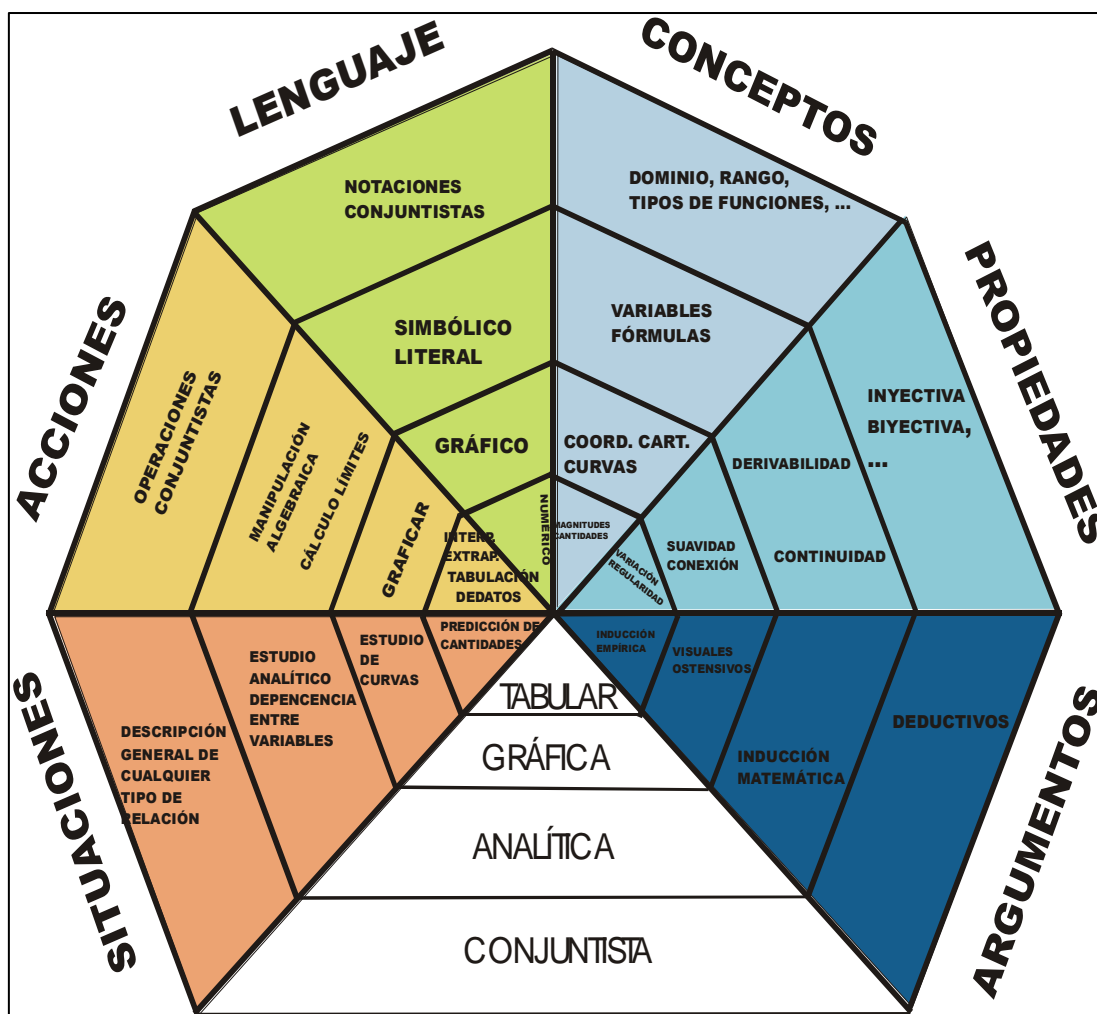 LENGUAJE
CONCEPTOS
PROPIEDADES
ARGUMENTOS
SITUACIONES
ACCIONES
NOTACIONES
CONJUNTISTAS
SIMBÓLICO
LITERAL
GRÁFICO
NUMERICO
DOMINIO, RANGO,
TIPOS DE FUNCIONES, ...
VARIABLES
FÓRMULAS
COORD. CART.
CURVAS
MAGNITUDES
CANTIDADES
INYECTIVA
BIYECTIVA,
...
DERIVABILIDAD
CONTINUIDAD
SUAVIDAD
CONEXIÓN
VARIACIÓN
REGULARIDAD
OPERACIONES
CONJUNTISTAS
MANIPULACIÓN
ALGEBRAICA
CÁLCULO LÍMITES
GRAFICAR
INTERP.
EXTRAP.
TABULACIÓN
DEDATOS
DESCRIPCIÓN
GENERAL DE
CUALQUIER
TIPO DE
RELACIÓN
ESTUDIO
ANALÍTICO
DEPENCENCIA
ENTRE
VARIABLES
ESTUDIO
DE
CURVAS
PREDICCIÓN DE
CANTIDADES
INDUCCIÓN
EMPÍRICA
VISUALES
OSTENSIVOS
INDUCCIÓN
MATEMÁTICA
DEDUCTIVOS
TABULAR
GRÁFICA
ANALÍTICA
CONJUNTISTA